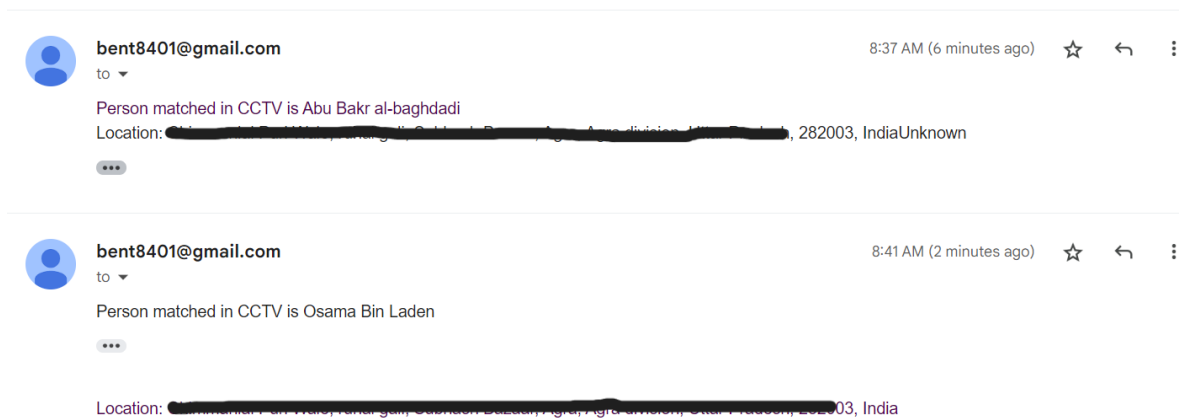 bent8401@gmail.com
8:37 AM (6 minutes ago)
to
Person matched in CCTV is Abu Bakr al-baghdadi
Location: , 282003, IndiaUnknown
bent8401@gmail.com
8:41 AM (2 minutes ago)
to
Person matched in CCTV is Osama Bin Laden
Location: 03, India